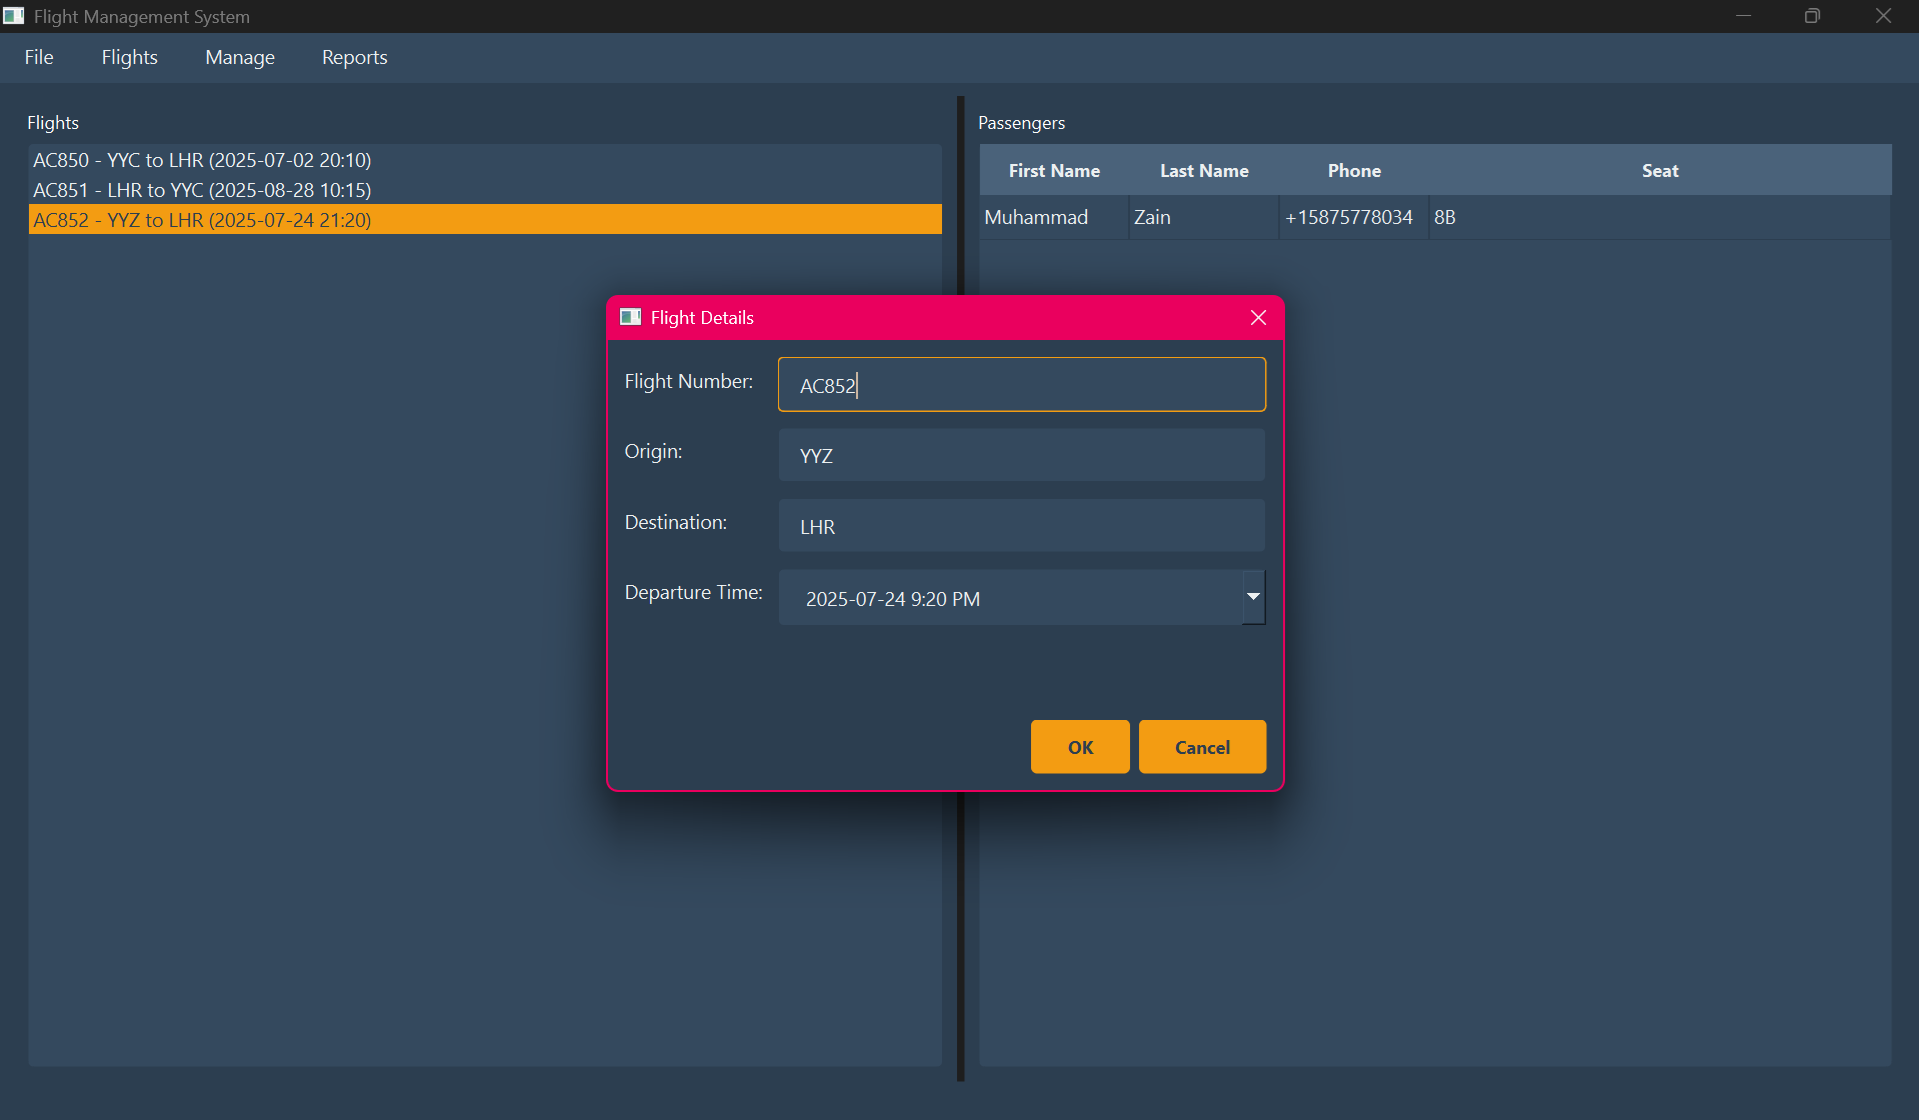 Flight Management System
File Flights Manage Reports
Flights
AC850 - YYC to LHR (2025-07-02 20:10)
AC851 - LHR to YYC (2025-08-28 10:15)
AC852 - YYZ to LHR (2025-07-24 21:20)
Passengers
First Name Last Name Phone Seat
Muhammad Zain +15875778034 8B
Flight Details
Flight Number: AC852
Origin: YYZ
Destination: LHR
Departure Time: 2025-07-24 9:20 PM
OK Cancel